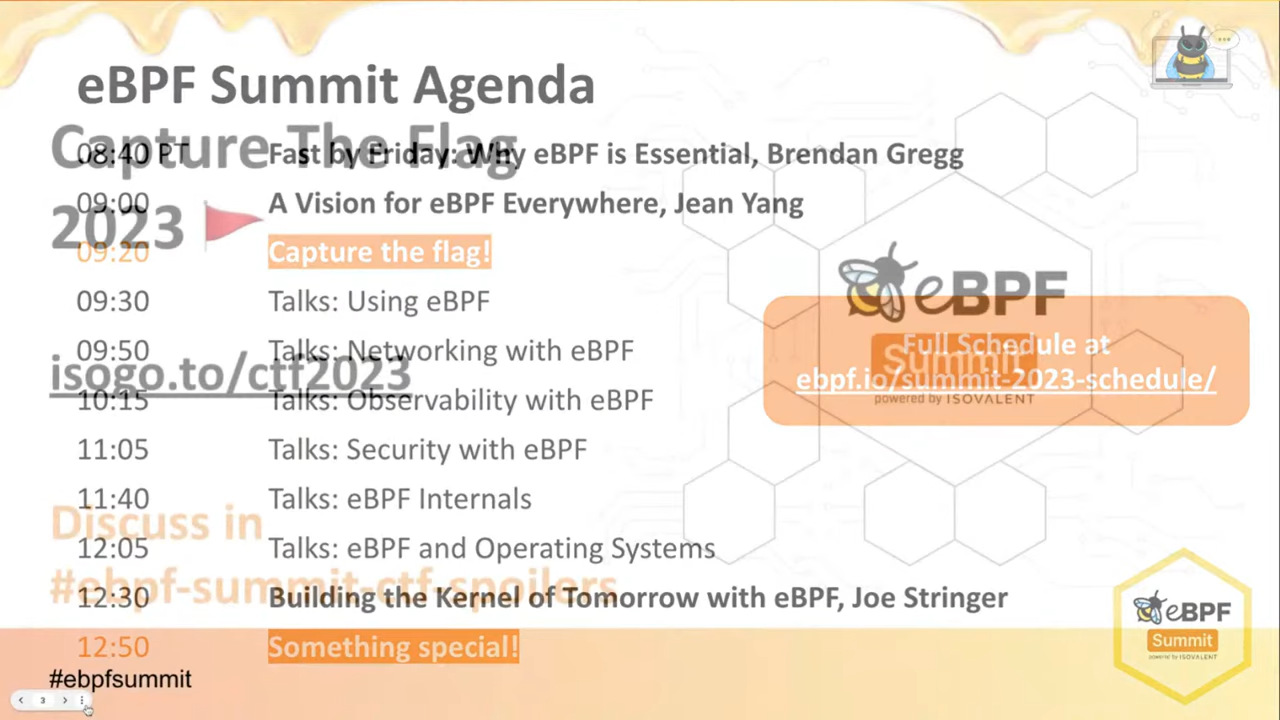 eBPF Summit Agenda
Capture The Flag
2023
08:40 PT Fast by Friday: Why eBPF is Essential, Brendan Gregg
09:00 A Vision for eBPF Everywhere, Jean Yang
09:20 Capture the flag!
09:30 Talks: Using eBPF
09:50 Talks: Networking with eBPF
isogo.to/ctf2023
10:15 Talks: Observability with eBPF
11:05 Talks: Security with eBPF
11:40 Talks: eBPF Internals
Discuss in
12:05 Talks: eBPF and Operating Systems
#ebpf-summit-ctf-spoilers
12:30 Building the Kernel of Tomorrow with eBPF, Joe Stringer
12:50 Something special!
eBPF
Summit
powered by ISOVALENT
Full Schedule at
ebpf.io/summit-2023-schedule/
eBPF
Summit
powered by ISOVALENT
#ebpfsummit
3